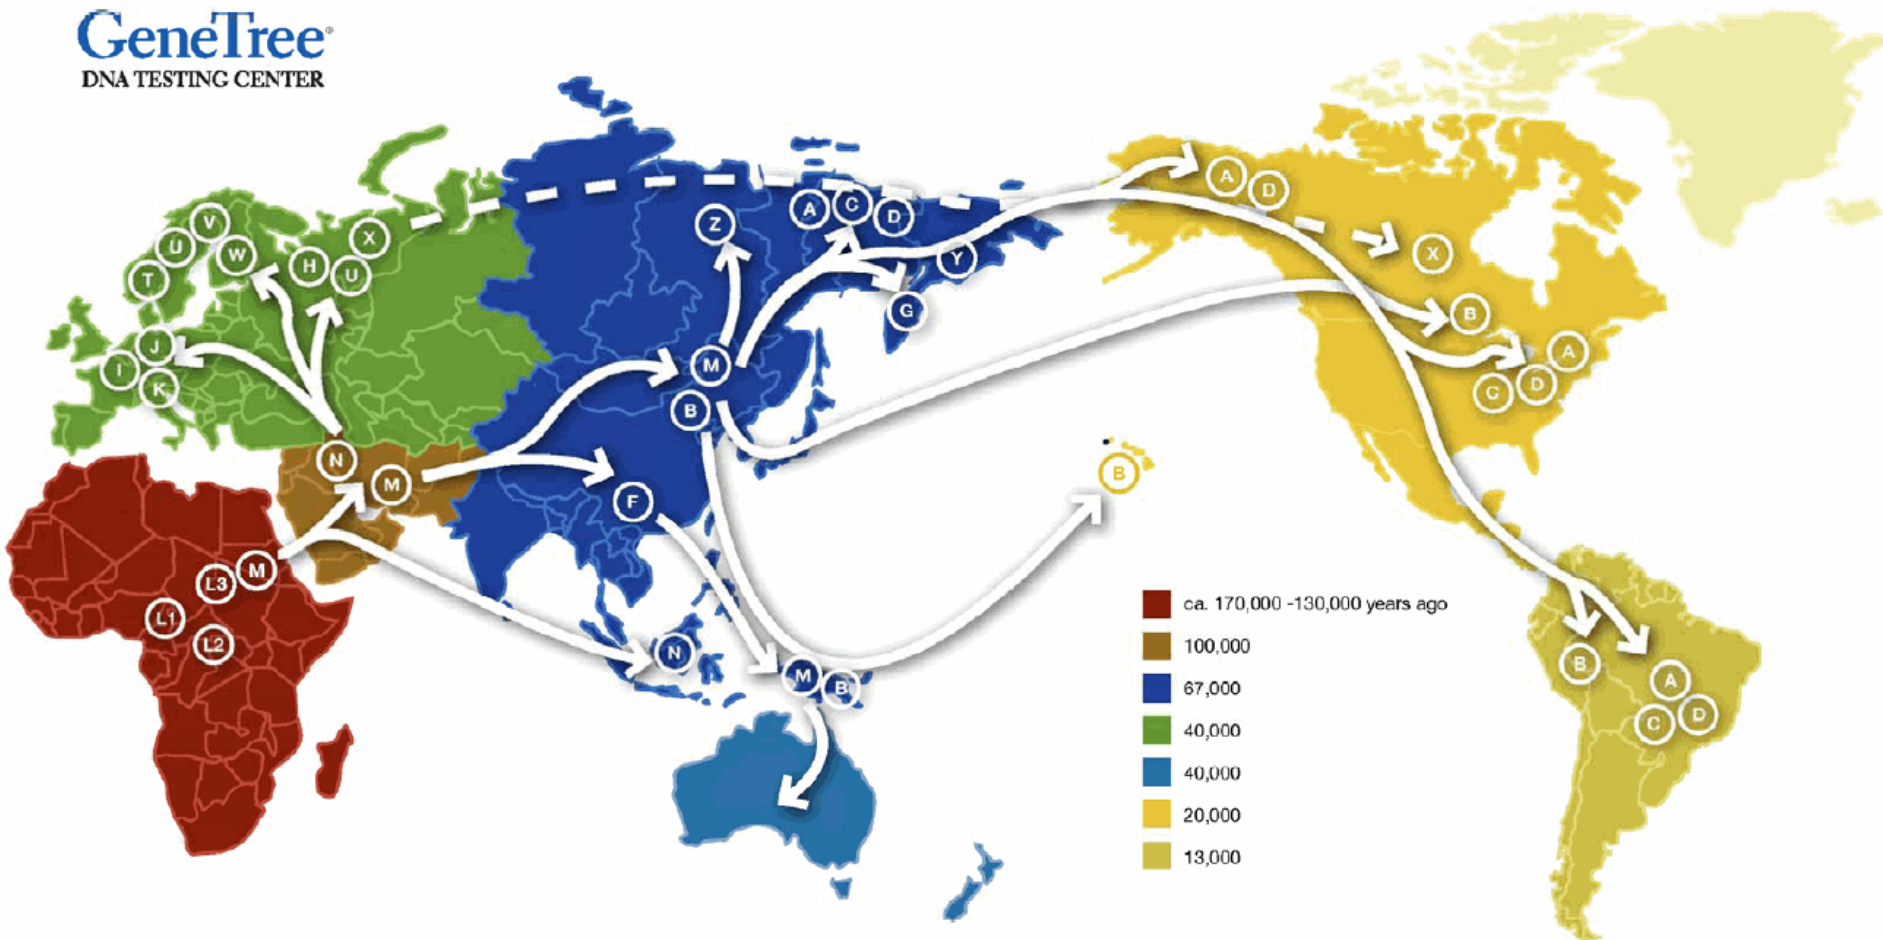 GeneTree®
DNA TESTING CENTER
V
U
W
T
H
X
U
J
I
K
Z
A
C
D
Y
G
M
B
F
N
M
L3
M
L1
L2
N
M
B
B
A
D
X
B
A
C
D
B
A
C
D
ca. 170,000 -130,000 years ago
100,000
67,000
40,000
40,000
20,000
13,000